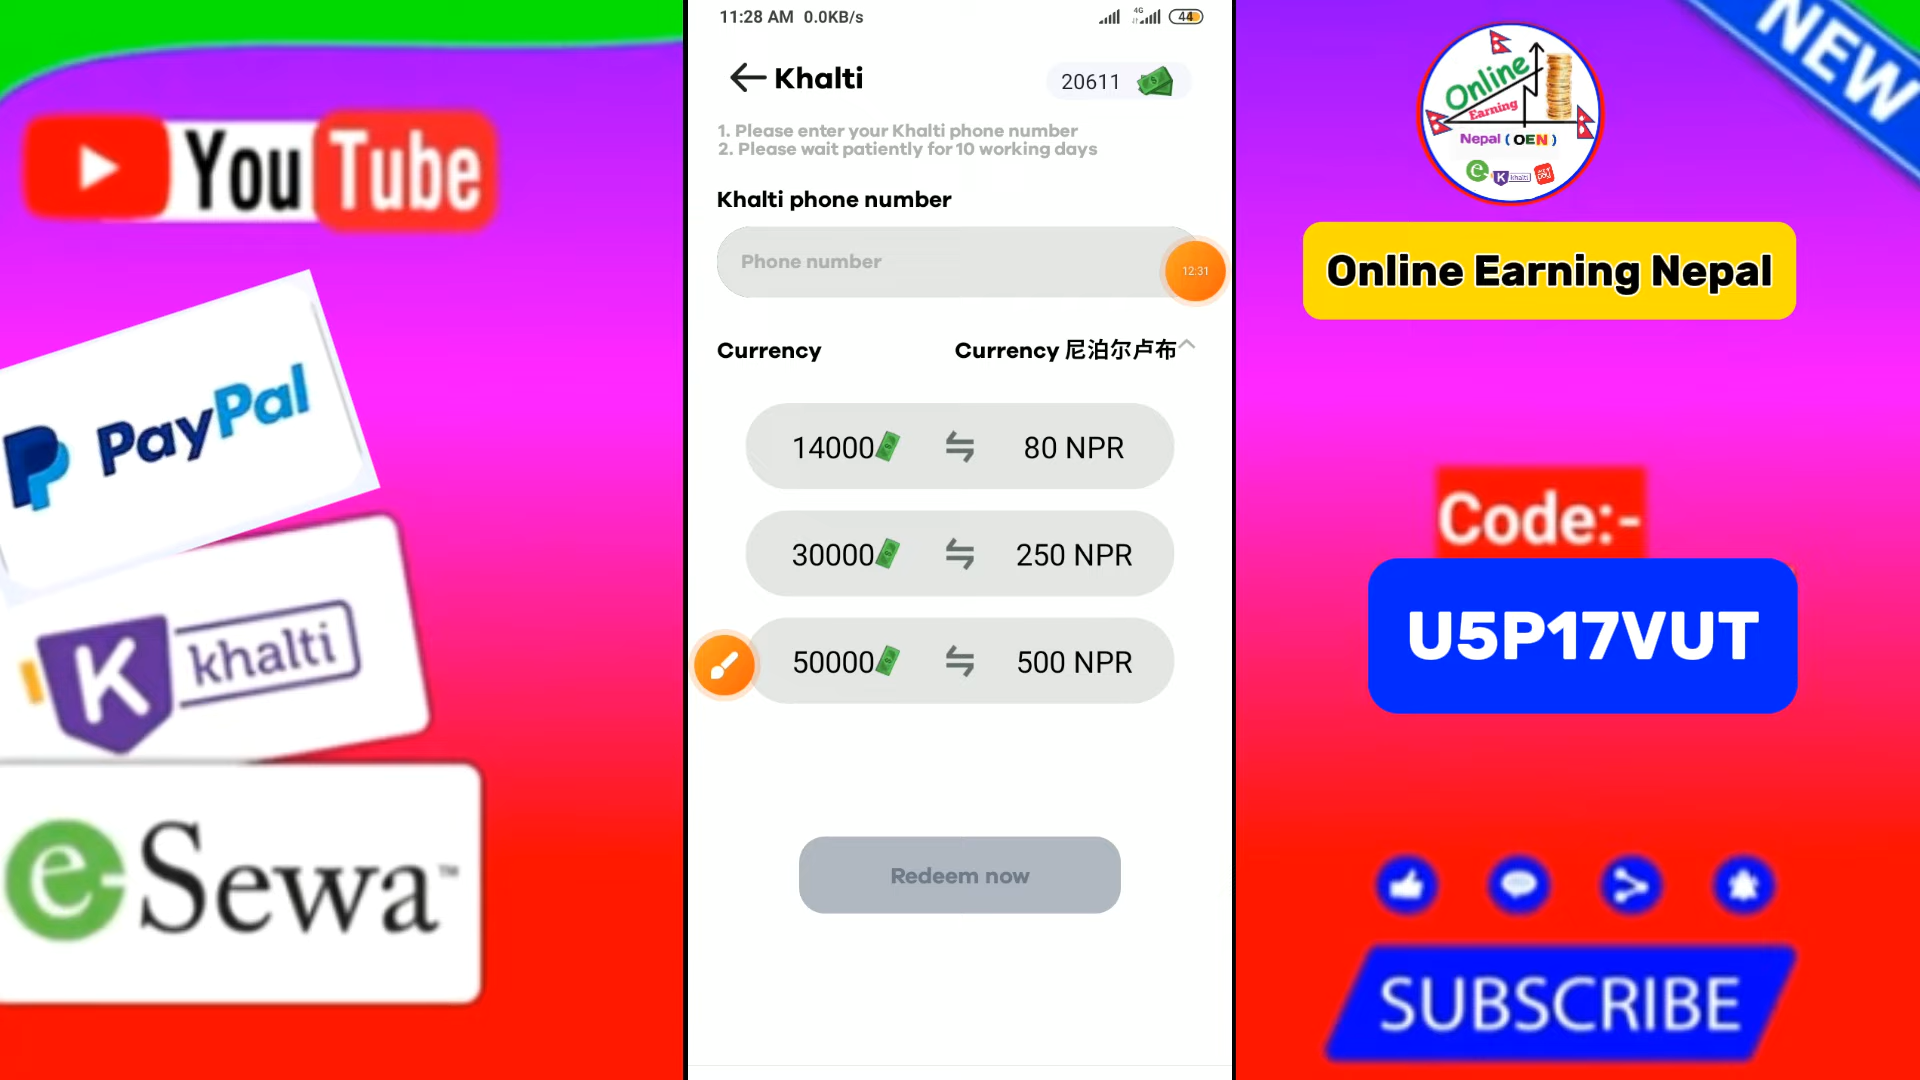 YouTube
PayPal
khalti
e-Sewa™
11:28 AM 0.0KB/s
4G
44
Khalti
20611
1. Please enter your Khalti phone number
2. Please wait patiently for 10 working days
Khalti phone number
Phone number
12:31
Currency
Currency 尼泊尔卢布
14000
80 NPR
30000
250 NPR
50000
500 NPR
Redeem now
NEW
Online
Earning
Nepal ( OEN )
khalti
Online Earning Nepal
Code:-
U5P17VUT
SUBSCRIBE